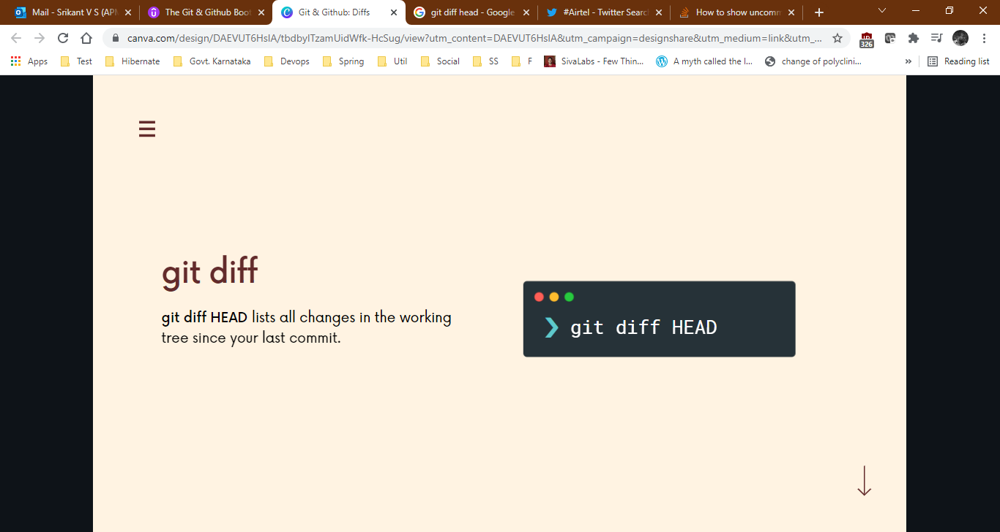 Mail - Srikant V S (APM
The Git & Github Boot
Git & Github: Diffs
git diff head - Google
#Airtel - Twitter Searc
How to show uncomm
canva.com/design/DAEVUT6HsIA/tbdbyITzamUidWfk-HcSug/view?utm_content=DAEVUT6HsIA&utm_campaign=designshare&utm_medium=link&utm_...
326
Apps
Test
Hibernate
Govt. Karnataka
Devops
Spring
Util
Social
SS
F
SivaLabs - Few Thin...
A myth called the I...
change of polyclini...
»
Reading list
git diff
git diff HEAD lists all changes in the working
tree since your last commit.
❯ git diff HEAD